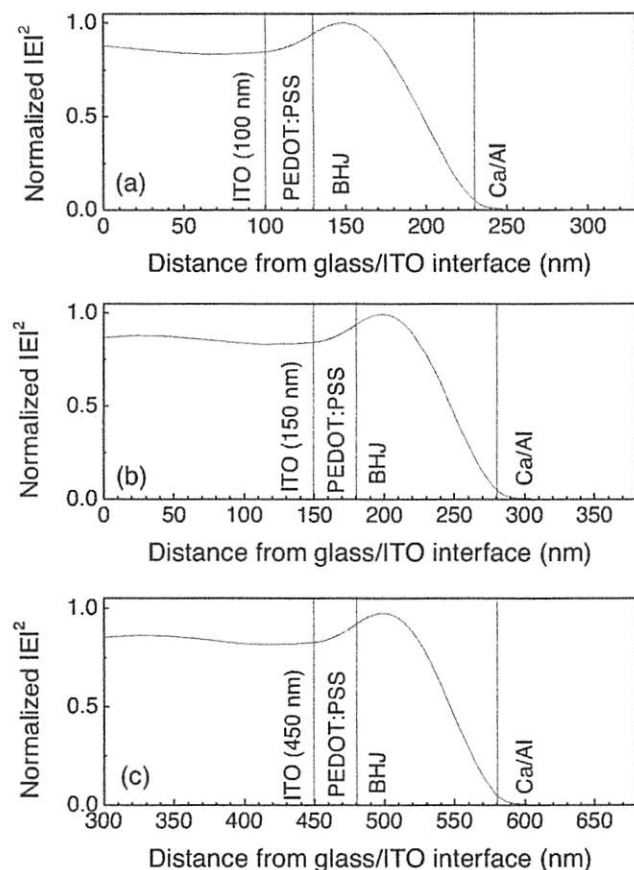 Normalized |E|²
1.0
0.5
0.0
(a)
ITO (100 nm)
PEDOT:PSS
BHJ
Ca/Al
0 50 100 150 200 250 300
Distance from glass/ITO interface (nm)
Normalized |E|²
1.0
0.5
0.0
(b)
ITO (150 nm)
PEDOT:PSS
BHJ
Ca/Al
0 50 100 150 200 250 300 350
Distance from glass/ITO interface (nm)
Normalized |E|²
1.0
0.5
0.0
(c)
ITO (450 nm)
PEDOT:PSS
BHJ
Ca/Al
300 350 400 450 500 550 600 650
Distance from glass/ITO interface (nm)